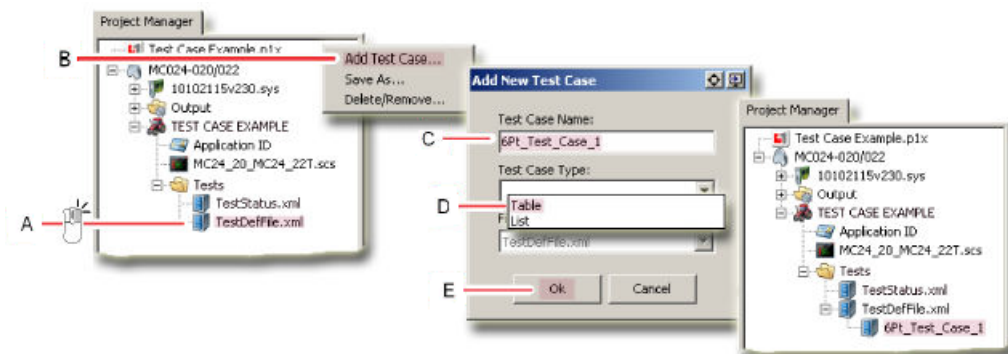 Project Manager
Test Case Example.p1x
MC024-020/022
10102115v230.sys
Output
TEST CASE EXAMPLE
Application ID
MC24_20_MC24_22T.scs
Tests
TestStatus.xml
TestDefFile.xml
A
B
Add Test Case...
Save As...
Delete/Remove...
Add New Test Case
Test Case Name:
C
6Pt_Test_Case_1
Test Case Type:
D
Table
List
TestDefFile.xml
E
Ok
Cancel
Project Manager
Test Case Example.p1x
MC024-020/022
10102115v230.sys
Output
TEST CASE EXAMPLE
Application ID
MC24_20_MC24_22T.scs
Tests
TestStatus.xml
TestDefFile.xml
6Pt_Test_Case_1